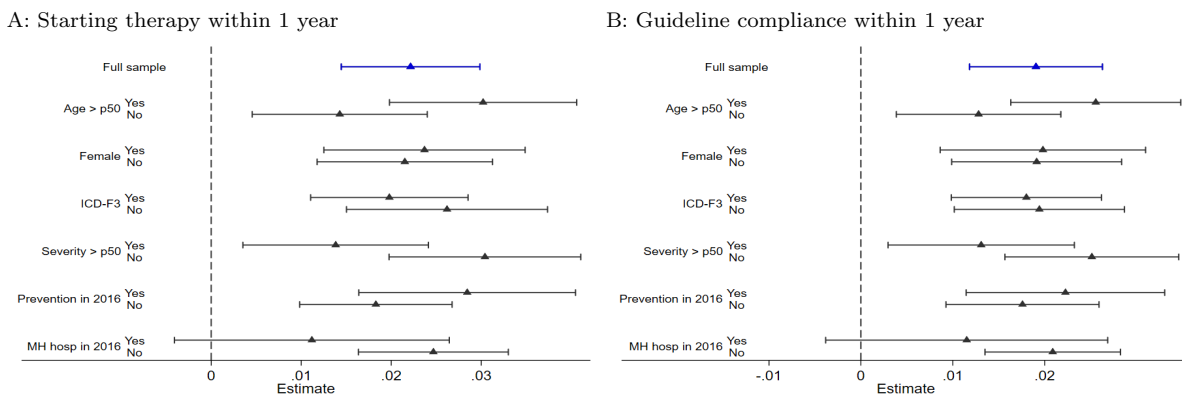 A: Starting therapy within 1 year
Full sample
Age > p50 Yes
No
Female Yes
No
ICD-F3 Yes
No
Severity > p50 Yes
No
Prevention in 2016 Yes
No
MH hosp in 2016 Yes
No
0 .01 .02 .03
Estimate
B: Guideline compliance within 1 year
Full sample
Age > p50 Yes
No
Female Yes
No
ICD-F3 Yes
No
Severity > p50 Yes
No
Prevention in 2016 Yes
No
MH hosp in 2016 Yes
No
-.01 0 .01 .02
Estimate